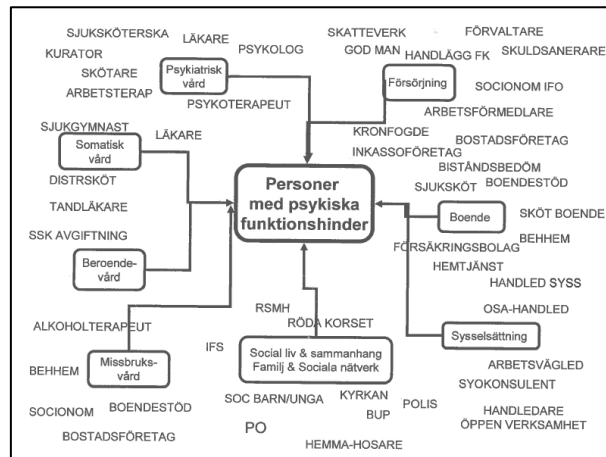 SJUKSKÖTERSKA
LÄKARE
SKATTEVERK
FÖRVALTARE
KURATOR
PSYKOLOG
GOD MAN
HANDLÄGG FK
SKULDSANERARE
SKÖTARE
Psykiatrisk
vård
Försörjning
SOCIONOM IFO
ARBETSTERAP
PSYKOTERAPEUT
ARBETSFÖRMEDLARE
SJUKGYMNAST
LÄKARE
KRONFOGDE
BOSTADSFÖRETAG
Somatisk
vård
INKASSOFÖRETAG
BISTÅNDSBEDÖM
Personer
med psykiska
funktionshinder
DISTRSKÖT
SJUKSKÖT
BOENDESTÖD
TANDLÄKARE
Boende
SKÖT BOENDE
SSK AVGIFTNING
FÖRSÄKRINGSBOLAG
BEHHEM
Beroende-
vård
HEMTJÄNST
HANDLED SYSS
RSMH
OSA-HANDLED
ALKOHOLTERAPEUT
RÖDA KORSET
Sysselsättning
IFS
Missbruks-
vård
Social liv & sammanhang
Familj & Sociala nätverk
ARBETSVÄGLED
BEHHEM
SYOKONSULENT
SOC BARN/UNGA
KYRKAN
POLIS
SOCIONOM
BOENDESTÖD
BUP
HANDLEDARE
ÖPPEN VERKSAMHET
BOSTADSFÖRETAG
PO
HEMMA-HOSARE